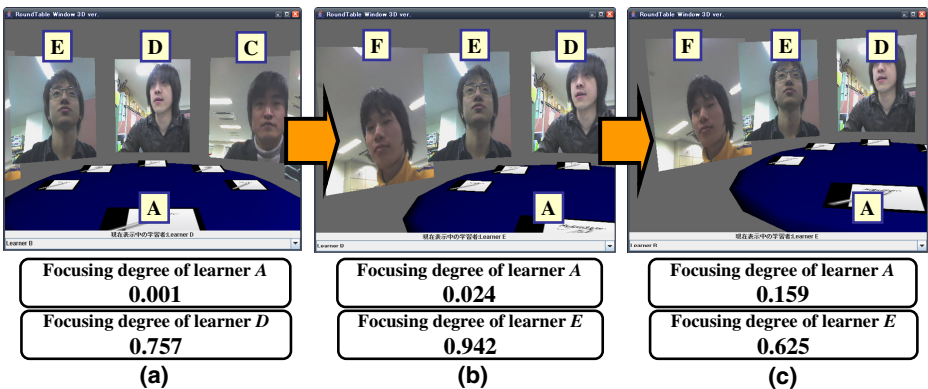 RoundTable Window 3D ver.
E
D
C
A
現在表示中の学習者:Learner D
Learner B
Focusing degree of learner A
0.001
Focusing degree of learner D
0.757
(a)
RoundTable Window 3D ver.
F
E
D
A
現在表示中の学習者:Learner E
Learner D
Focusing degree of learner A
0.024
Focusing degree of learner E
0.942
(b)
RoundTable Window 3D ver.
F
E
D
A
現在表示中の学習者:Learner E
Learner B
Focusing degree of learner A
0.159
Focusing degree of learner E
0.625
(c)